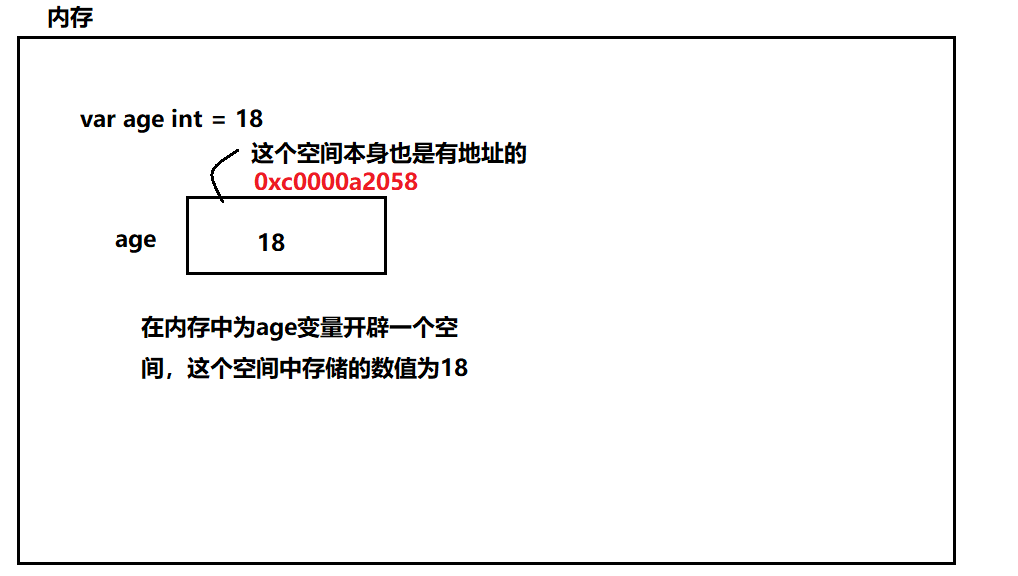 内存
var age int = 18
这个空间本身也是有地址的
0xc0000a2058
age
18
在内存中为age变量开辟一个空
间，这个空间中存储的数值为18